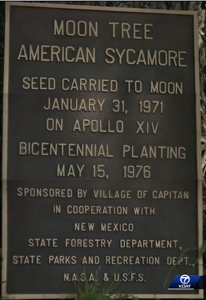 MOON TREE
AMERICAN SYCAMORE
SEED CARRIED TO MOON
JANUARY 31, 1971
ON APOLLO XIV
BICENTENNIAL PLANTING
MAY 15, 1976
SPONSORED BY VILLAGE OF CAPITAN
IN COOPERATION WITH
NEW MEXICO
STATE FORESTRY DEPARTMENT,
STATE PARKS AND RECREATION DEPT.,
N.A.S.A. & U.S.F.S.
7
KOAT